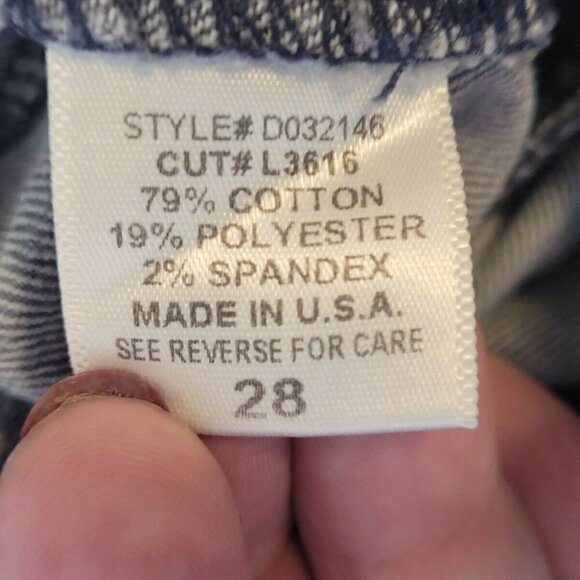 STYLE# D032146
CUT# L3616
79% COTTON
19% POLYESTER
2% SPANDEX
MADE IN U.S.A.
SEE REVERSE FOR CARE
28